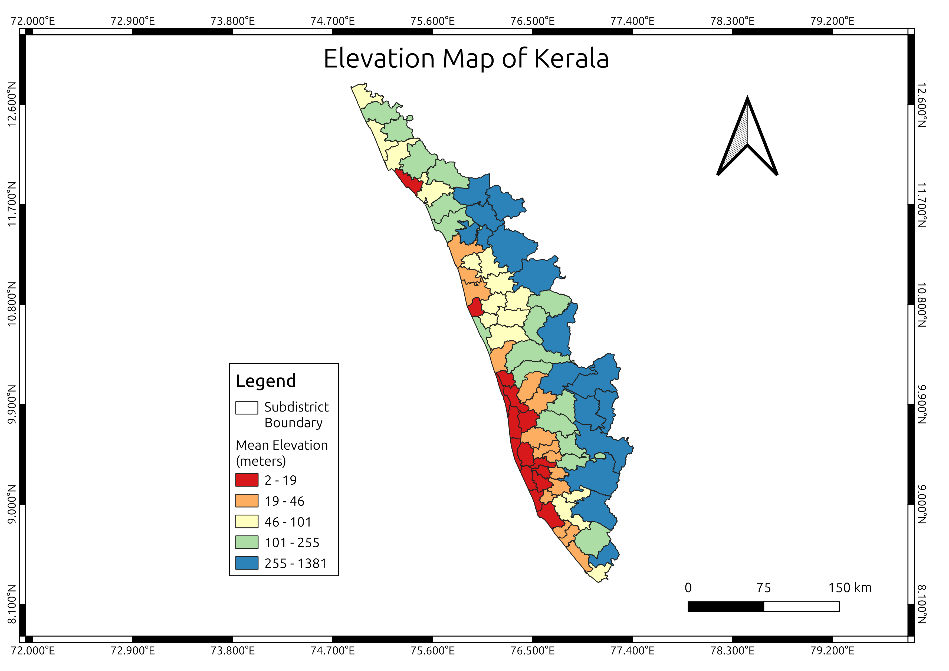 72.000°E 72.900°E 73.800°E 74.700°E 75.600°E 76.500°E 77.400°E 78.300°E 79.200°E
Elevation Map of Kerala
12.600°N
11.700°N
10.800°N
9.900°N
9.000°N
8.100°N
12.600°N
11.700°N
10.800°N
9.900°N
9.000°N
8.100°N
Legend
Subdistrict
Boundary
Mean Elevation
(meters)
2 - 19
19 - 46
46 - 101
101 - 255
255 - 1381
0 75 150 km
72.000°E 72.900°E 73.800°E 74.700°E 75.600°E 76.500°E 77.400°E 78.300°E 79.200°E